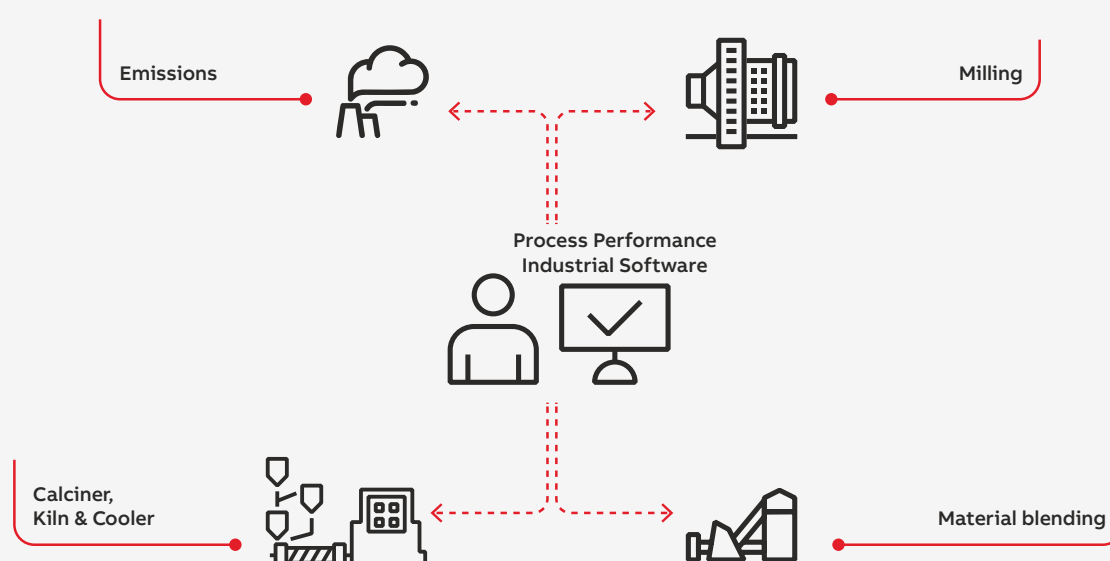 Emissions
Milling
Process Performance
Industrial Software
Calciner,
Kiln & Cooler
Material blending